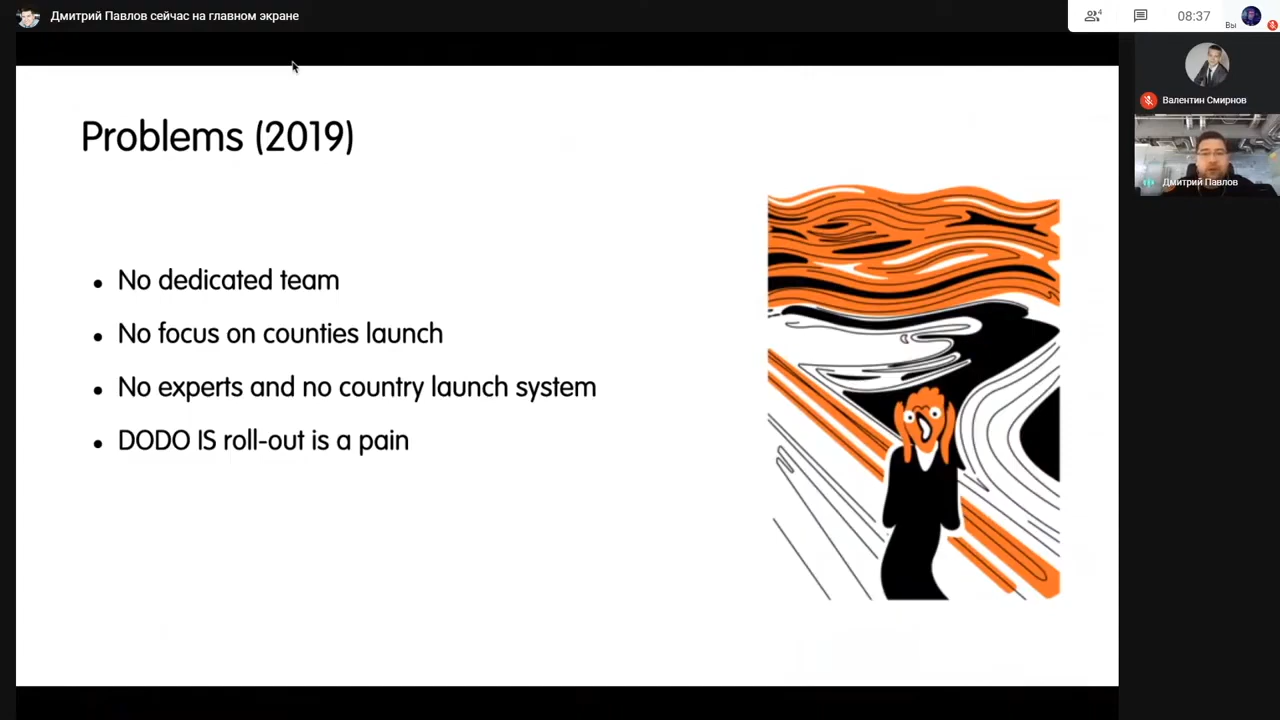 Дмитрий Павлов сейчас на главном экране
4
08:37
Вы
Валентин Смирнов
Дмитрий Павлов
Problems (2019)
• No dedicated team
• No focus on counties launch
• No experts and no country launch system
• DODO IS roll-out is a pain